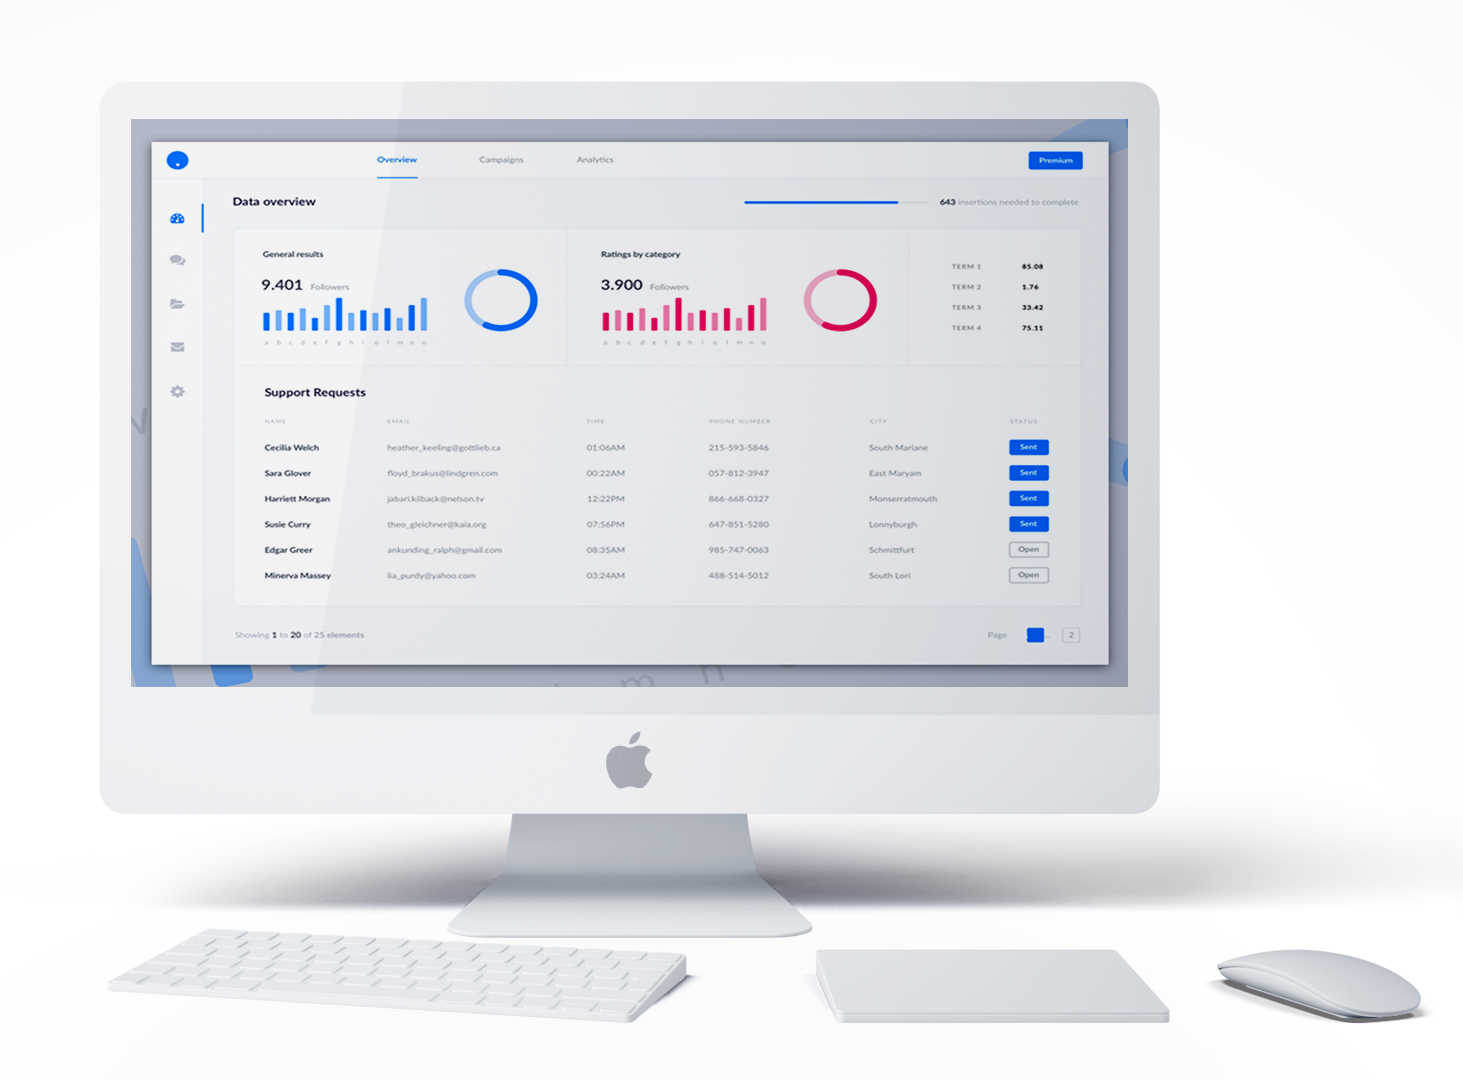 Overview Campaigns Analytics Premium
Data overview 643 insertions needed to complete
General results
9.401 Followers
a b c d e f g h i o l m n o
Ratings by category
3.900 Followers
a b c d e f g h i o l m n o
TERM 1 85.08
TERM 2 1.76
TERM 3 33.42
TERM 4 75.11
Support Requests
NAME EMAIL TIME PHONE NUMBER CITY STATUS
Cecilia Welch heather_keeling@gottlieb.ca 01:06AM 215-593-5846 South Mariane Sent
Sara Glover floyd_brakus@lindgren.com 00:22AM 057-812-3947 East Maryam Sent
Harriett Morgan jabari.kilback@nelson.tv 12:22PM 866-668-0327 Monserratmouth Sent
Susie Curry theo_gleichner@kaia.org 07:56PM 647-851-5280 Lonnyburgh Sent
Edgar Greer ankunding_ralph@gmail.com 08:35AM 985-747-0063 Schmittfurt Open
Minerva Massey lia_purdy@yahoo.com 03:24AM 488-514-5012 South Lori Open
Showing 1 to 20 of 25 elements Page 2
m n